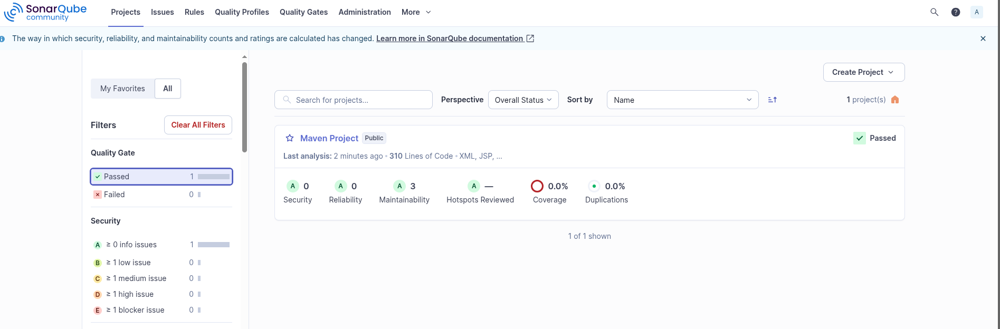 SonarQube community
Projects Issues Rules Quality Profiles Quality Gates Administration More ? A
The way in which security, reliability, and maintainability counts and ratings are calculated has changed. Learn more in SonarQube documentation
My Favorites All
Create Project
Search for projects... Perspective Overall Status Sort by Name 1 project(s)
Filters Clear All Filters
Quality Gate
Passed 1
Failed 0
Security
A ≥ 0 info issues 1
B ≥ 1 low issue 0
C ≥ 1 medium issue 0
D ≥ 1 high issue 0
E ≥ 1 blocker issue 0
Maven Project Public Passed
Last analysis: 2 minutes ago • 310 Lines of Code • XML, JSP, ...
A 0 A 0 A 3 A — 0.0% 0.0%
Security Reliability Maintainability Hotspots Reviewed Coverage Duplications
1 of 1 shown